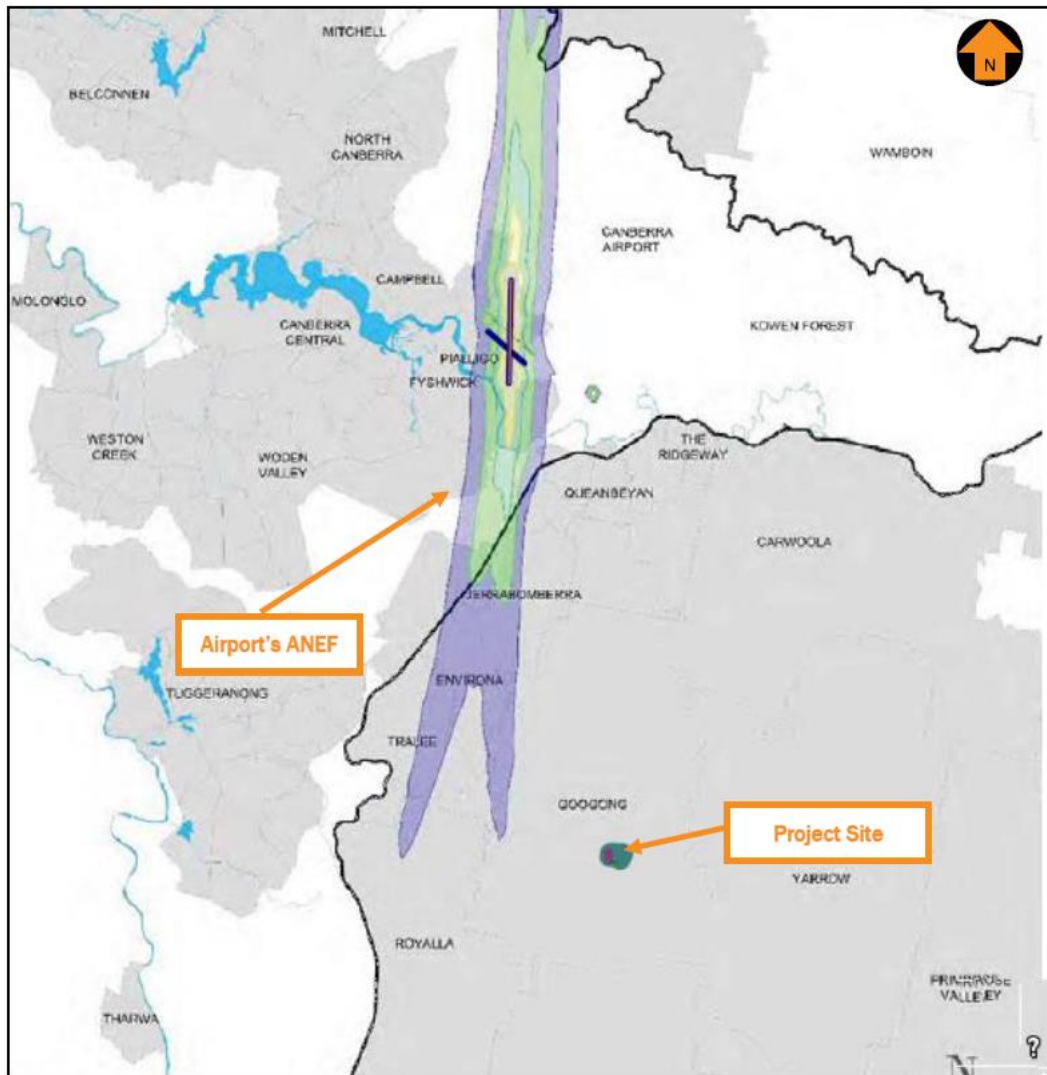 MITCHELL
N
BELCONNEN
NORTH
CANBERRA
WAMBOIN
CANBERRA
AIRPORT
CAMPBELL
MOLONGLO
CANBERRA
CENTRAL
KOWEN FOREST
PIALLIGO
FYSHWICK
WESTON
CREEK
WODEN
VALLEY
THE
RIDGEWAY
QUEANBEYAN
CARWOOLA
JERRABOMBERRA
Airport's ANEF
ENVIRONA
TUGGERANONG
TRALEE
GOOGONG
Project Site
YARROW
ROYALLA
PRIMROSE
VALLEY
THARWA
?
N